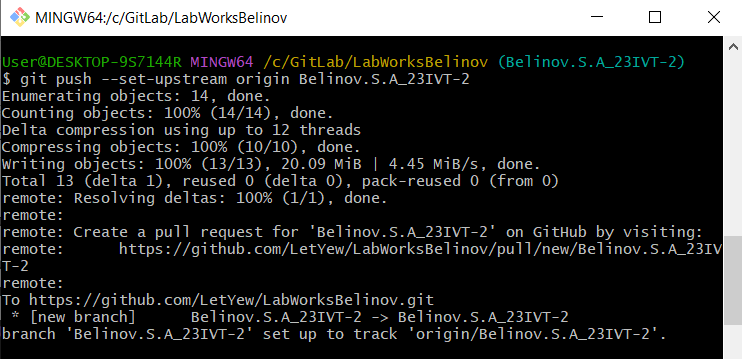 MINGW64:/c/GitLab/LabWorksBelinov
User@DESKTOP-9S7144R MINGW64 /c/GitLab/LabWorksBelinov (Belinov.S.A_23IVT-2)
$ git push --set-upstream origin Belinov.S.A_23IVT-2
Enumerating objects: 14, done.
Counting objects: 100% (14/14), done.
Delta compression using up to 12 threads
Compressing objects: 100% (10/10), done.
Writing objects: 100% (13/13), 20.09 MiB | 4.45 MiB/s, done.
Total 13 (delta 1), reused 0 (delta 0), pack-reused 0 (from 0)
remote: Resolving deltas: 100% (1/1), done.
remote:
remote: Create a pull request for 'Belinov.S.A_23IVT-2' on GitHub by visiting:
remote:      https://github.com/LetYew/LabWorksBelinov/pull/new/Belinov.S.A_23IV
T-2
remote:
To https://github.com/LetYew/LabWorksBelinov.git
 * [new branch]      Belinov.S.A_23IVT-2 -> Belinov.S.A_23IVT-2
branch 'Belinov.S.A_23IVT-2' set up to track 'origin/Belinov.S.A_23IVT-2'.